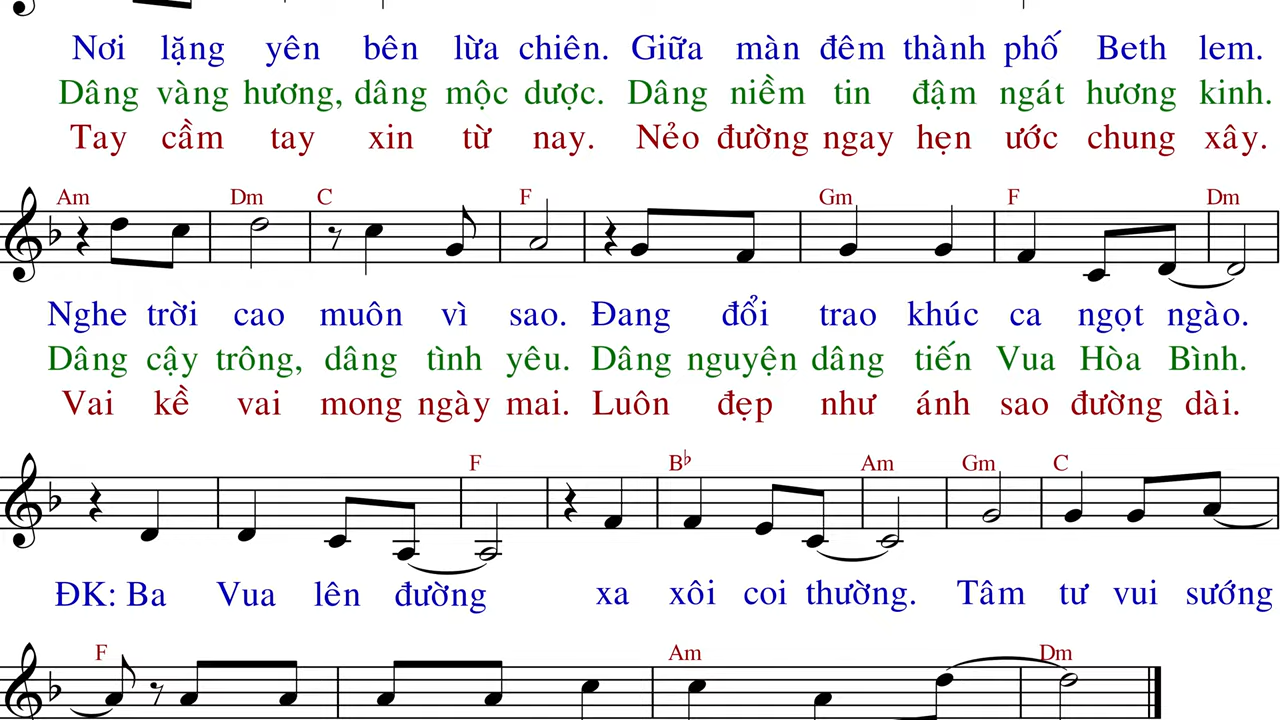 Nơi lặng yên bên lừa chiên. Giữa màn đêm thành phố Beth lem.
Dâng vàng hương, dâng mộc dược. Dâng niềm tin đậm ngát hương kinh.
Tay cầm tay xin từ nay. Nẻo đường ngay hẹn ước chung xây.
Am Dm C F Gm F Dm
Nghe trời cao muôn vì sao. Đang đổi trao khúc ca ngọt ngào.
Dâng cậy trông, dâng tình yêu. Dâng nguyện dâng tiến Vua Hòa Bình.
Vai kề vai mong ngày mai. Luôn đẹp như ánh sao đường dài.
F B♭ Am Gm C
ĐK: Ba Vua lên đường xa xôi coi thường. Tâm tư vui sướng
F Am Dm